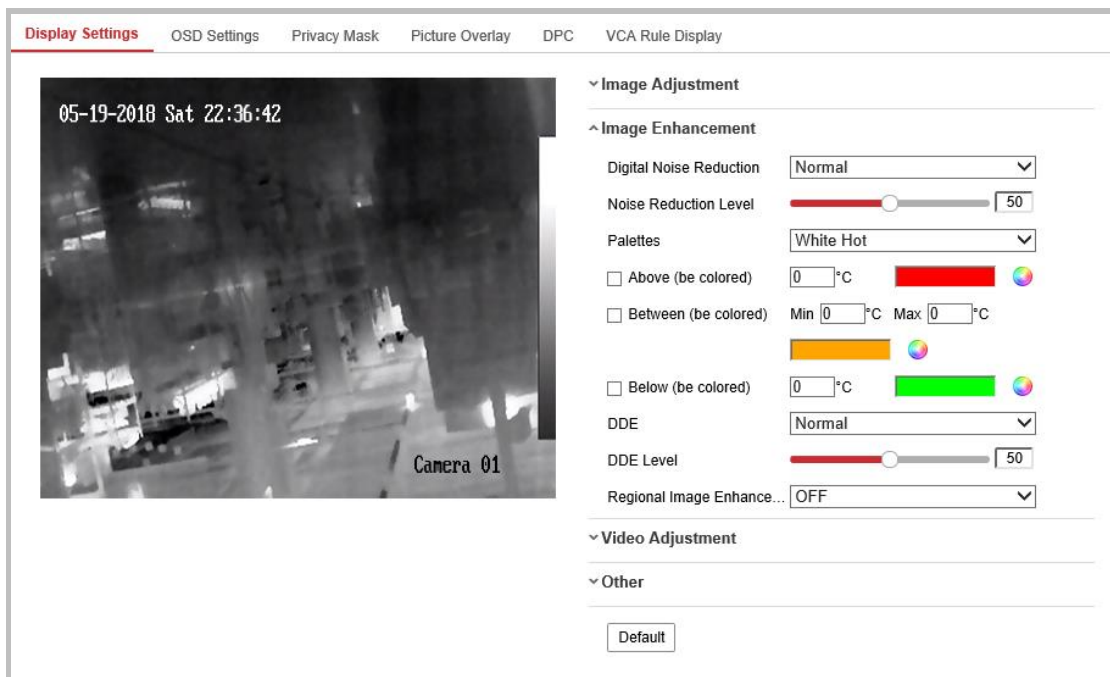 Display Settings OSD Settings Privacy Mask Picture Overlay DPC VCA Rule Display
05-19-2018 Sat 22:36:42
Camera 01
Image Adjustment
Image Enhancement
Digital Noise Reduction Normal
Noise Reduction Level 50
Palettes White Hot
Above (be colored) 0 °C
Between (be colored) Min 0 °C Max 0 °C
Below (be colored) 0 °C
DDE Normal
DDE Level 50
Regional Image Enhance... OFF
Video Adjustment
Other
Default